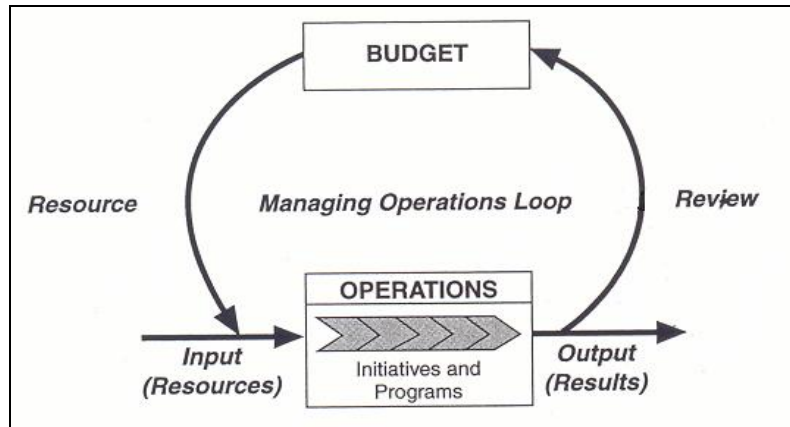 BUDGET
Resource
Managing Operations Loop
Review
OPERATIONS
Initiatives and
Programs
Input
(Resources)
Output
(Results)